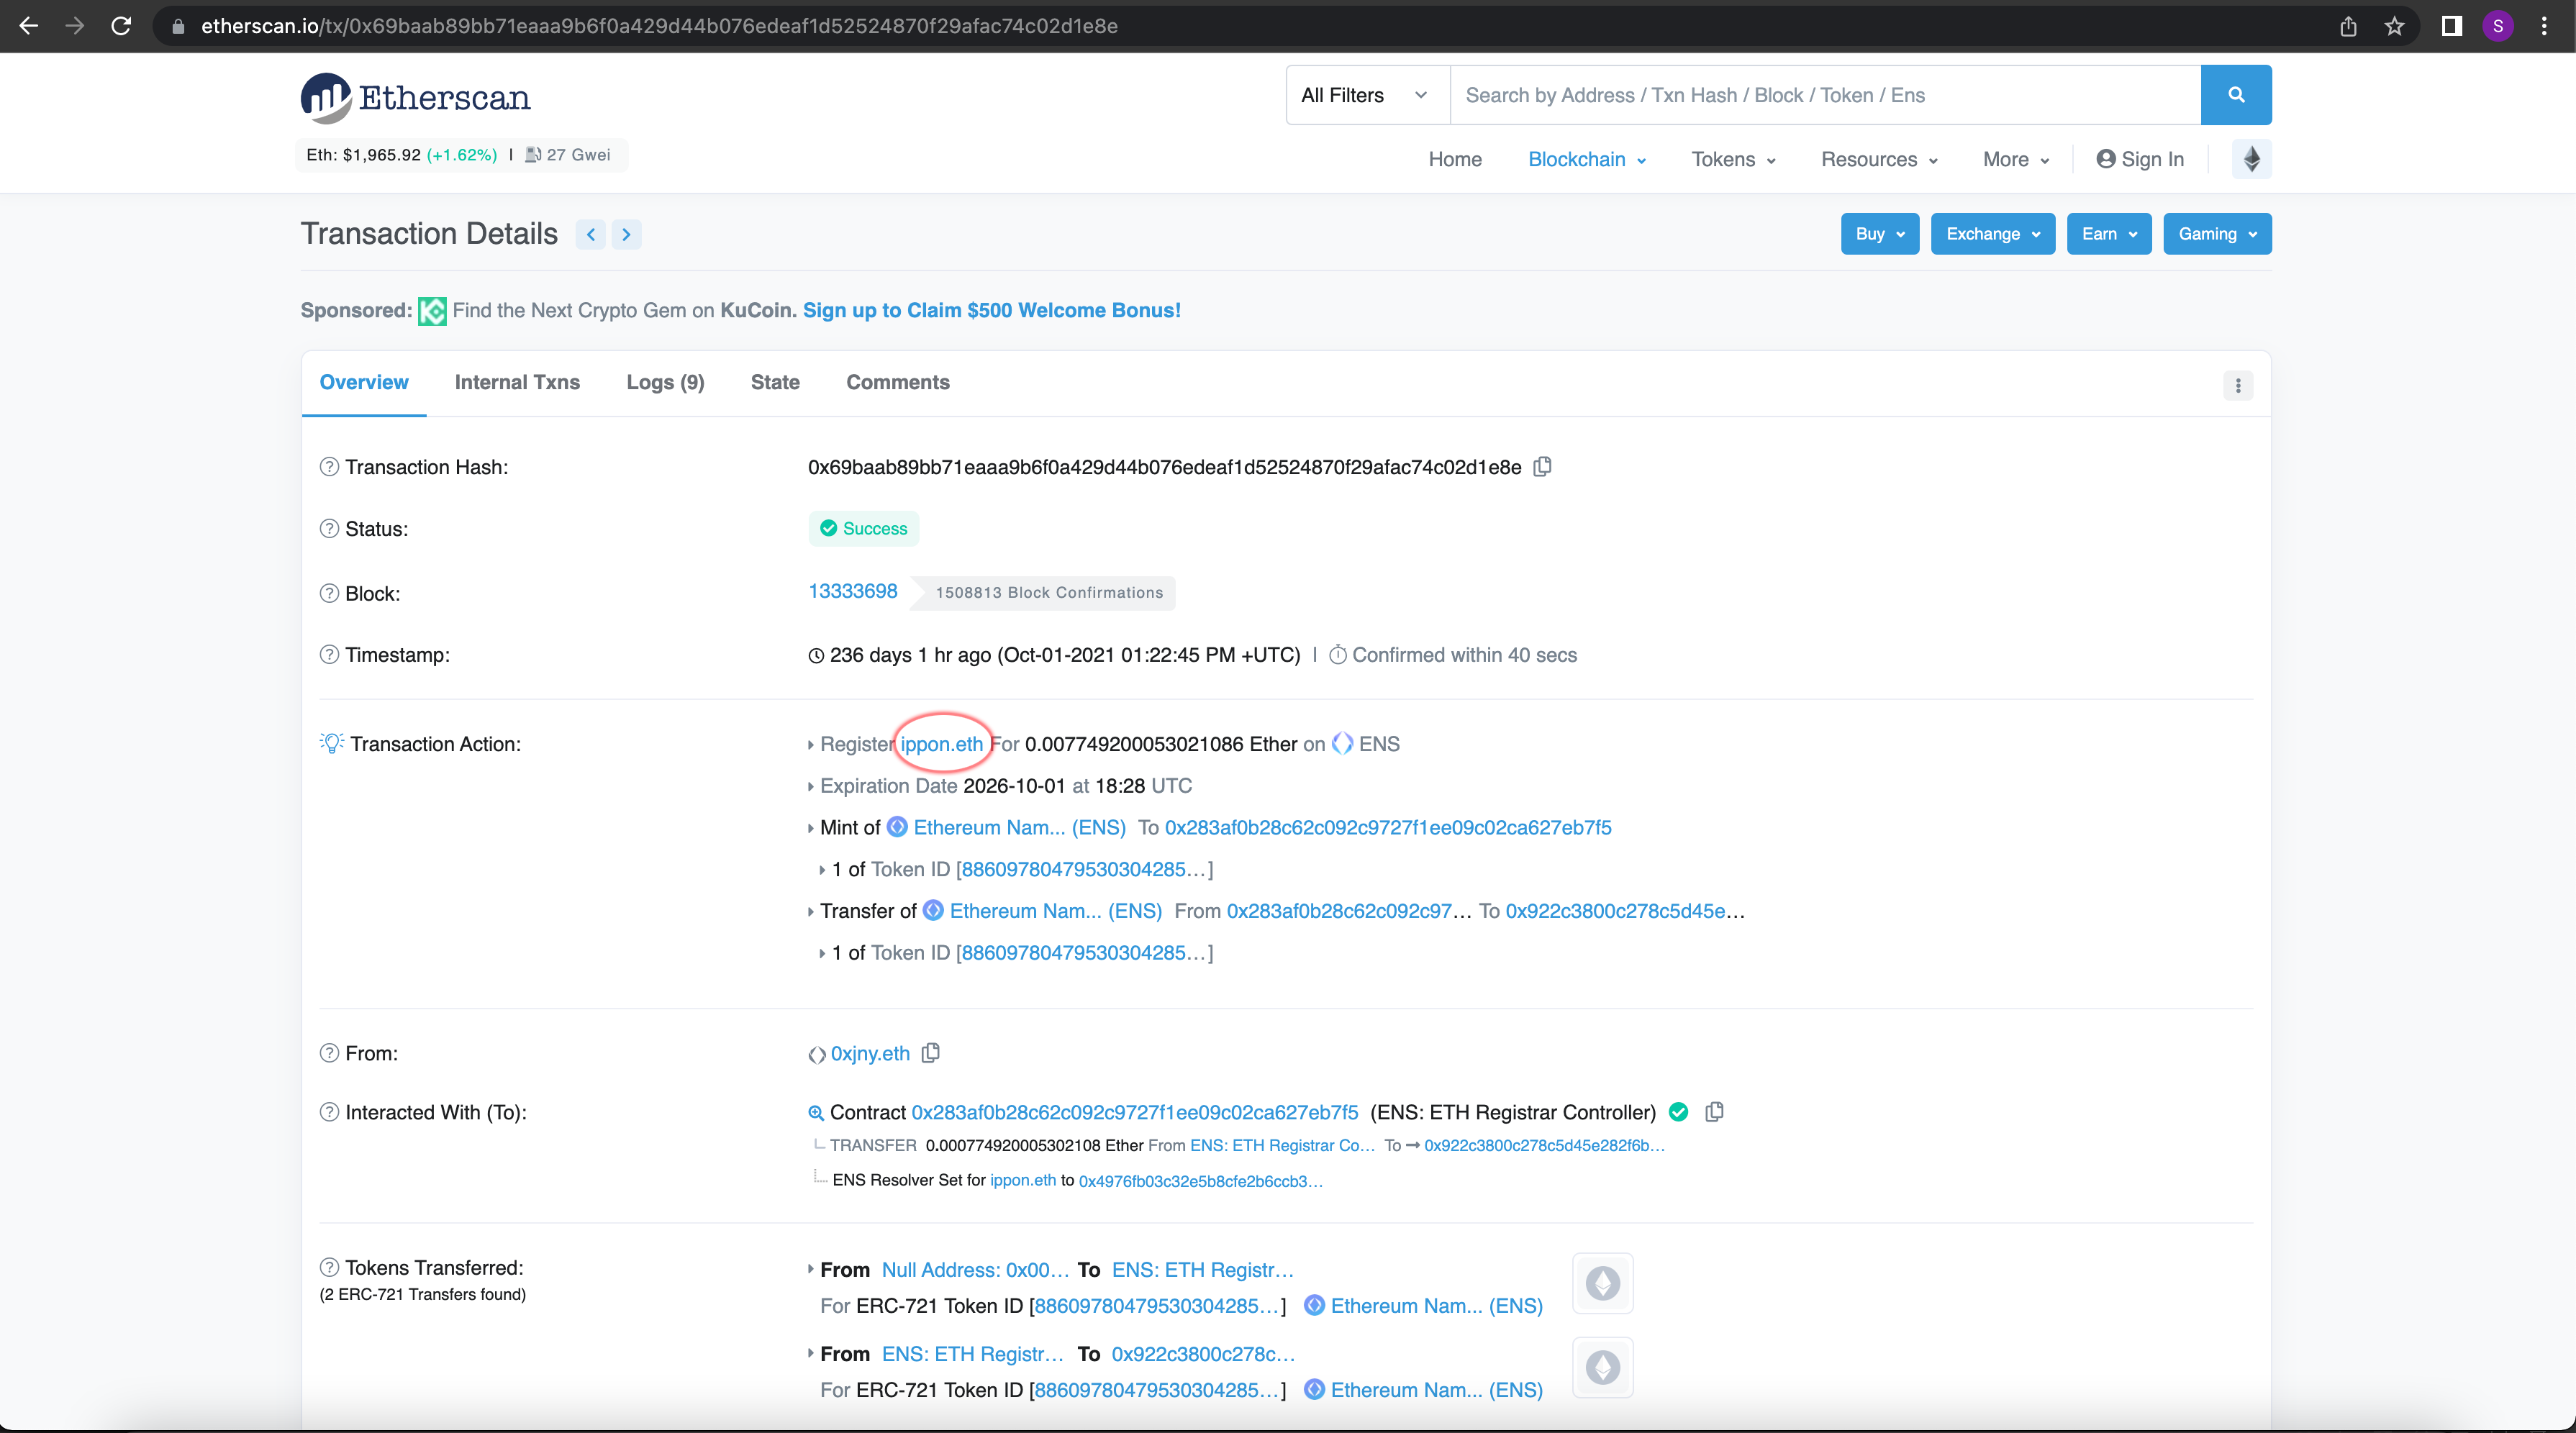 etherscan.io/tx/0x69baab89bb71eaaa9b6f0a429d44b076edeaf1d52524870f29afac74c02d1e8e
S
Etherscan
All Filters
Search by Address / Txn Hash / Block / Token / Ens
Eth: $1,965.92 (+1.62%) | 27 Gwei
Home Blockchain Tokens Resources More Sign In
Transaction Details
Buy Exchange Earn Gaming
Sponsored: Find the Next Crypto Gem on KuCoin. Sign up to Claim $500 Welcome Bonus!
Overview Internal Txns Logs (9) State Comments
Transaction Hash: 0x69baab89bb71eaaa9b6f0a429d44b076edeaf1d52524870f29afac74c02d1e8e
Status: Success
Block: 13333698 1508813 Block Confirmations
Timestamp: 236 days 1 hr ago (Oct-01-2021 01:22:45 PM +UTC) | Confirmed within 40 secs
Transaction Action: Register ippon.eth For 0.007749200053021086 Ether on ENS
Expiration Date 2026-10-01 at 18:28 UTC
Mint of Ethereum Nam... (ENS) To 0x283af0b28c62c092c9727f1ee09c02ca627eb7f5
1 of Token ID [88609780479530304285...]
Transfer of Ethereum Nam... (ENS) From 0x283af0b28c62c092c97... To 0x922c3800c278c5d45e...
1 of Token ID [88609780479530304285...]
From: 0xjny.eth
Interacted With (To): Contract 0x283af0b28c62c092c9727f1ee09c02ca627eb7f5 (ENS: ETH Registrar Controller)
TRANSFER 0.000774920005302108 Ether From ENS: ETH Registrar Co... To → 0x922c3800c278c5d45e282f6b...
ENS Resolver Set for ippon.eth to 0x4976fb03c32e5b8cfe2b6ccb3...
Tokens Transferred: From Null Address: 0x00... To ENS: ETH Registr...
(2 ERC-721 Transfers found)
For ERC-721 Token ID [88609780479530304285...] Ethereum Nam... (ENS)
From ENS: ETH Registr... To 0x922c3800c278c...
For ERC-721 Token ID [88609780479530304285...] Ethereum Nam... (ENS)